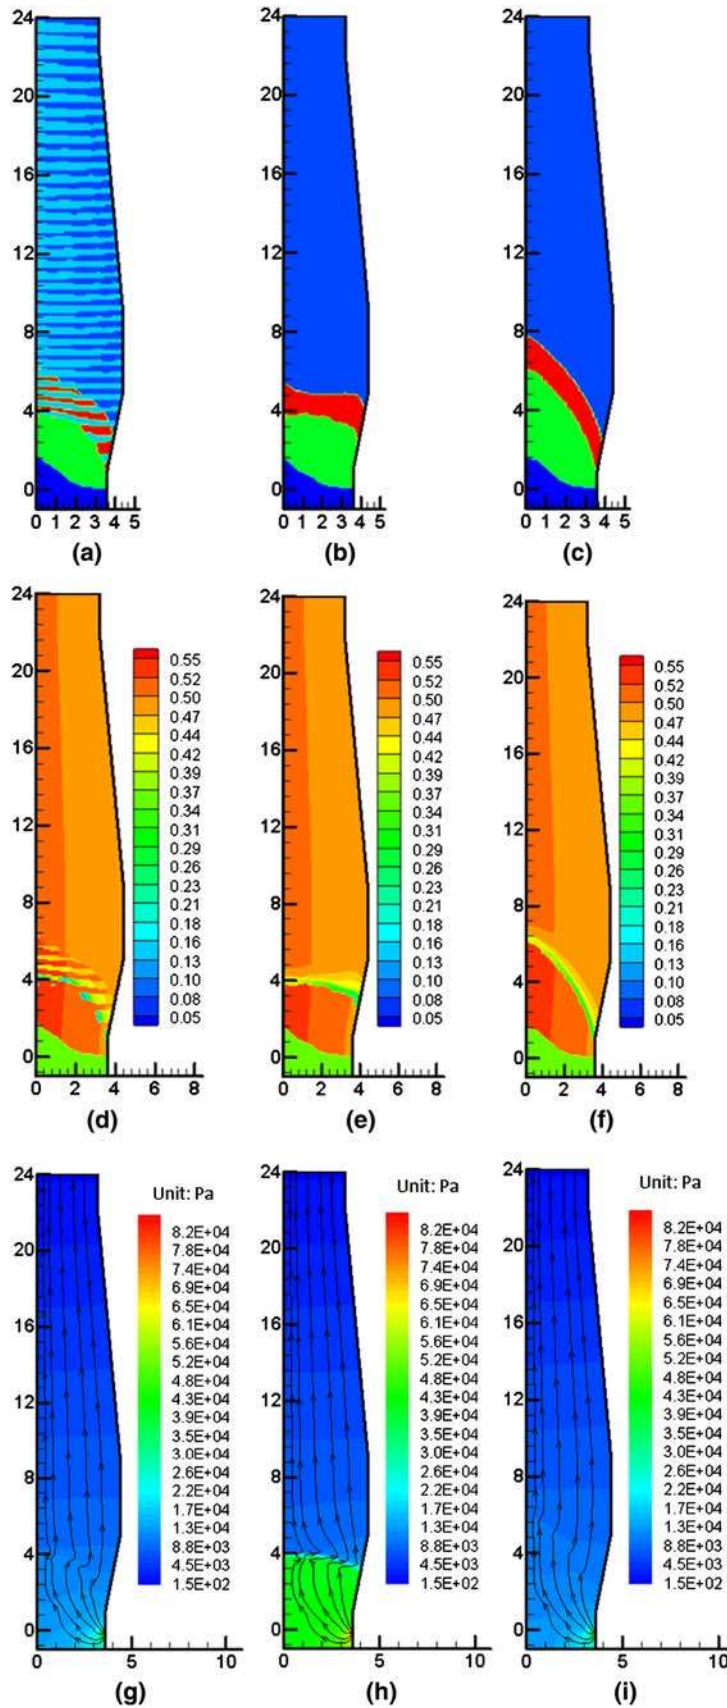 24
20
16
12
8
4
0
0 1 2 3 4 5
(a)
24
20
16
12
8
4
0
0 1 2 3 4 5
(b)
24
20
16
12
8
4
0
0 1 2 3 4 5
(c)
24
20
16
12
8
4
0
0 2 4 6 8
0.55
0.52
0.50
0.47
0.44
0.42
0.39
0.37
0.34
0.31
0.29
0.26
0.23
0.21
0.18
0.16
0.13
0.10
0.08
0.05
(d)
24
20
16
12
8
4
0
0 2 4 6 8
0.55
0.52
0.50
0.47
0.44
0.42
0.39
0.37
0.34
0.31
0.29
0.26
0.23
0.21
0.18
0.16
0.13
0.10
0.08
0.05
(e)
24
20
16
12
8
4
0
0 2 4 6 8
0.55
0.52
0.50
0.47
0.44
0.42
0.39
0.37
0.34
0.31
0.29
0.26
0.23
0.21
0.18
0.16
0.13
0.10
0.08
0.05
(f)
24
20
16
12
8
4
0
0 5 10
Unit: Pa
8.2E+04
7.8E+04
7.4E+04
6.9E+04
6.5E+04
6.1E+04
5.6E+04
5.2E+04
4.8E+04
4.3E+04
3.9E+04
3.5E+04
3.0E+04
2.6E+04
2.2E+04
1.7E+04
1.3E+04
8.8E+03
4.5E+03
1.5E+02
(g)
24
20
16
12
8
4
0
0 5 10
Unit: Pa
8.2E+04
7.8E+04
7.4E+04
6.9E+04
6.5E+04
6.1E+04
5.6E+04
5.2E+04
4.8E+04
4.3E+04
3.9E+04
3.5E+04
3.0E+04
2.6E+04
2.2E+04
1.7E+04
1.3E+04
8.8E+03
4.5E+03
1.5E+02
(h)
24
20
16
12
8
4
0
0 5 10
Unit: Pa
8.2E+04
7.8E+04
7.4E+04
6.9E+04
6.5E+04
6.1E+04
5.6E+04
5.2E+04
4.8E+04
4.3E+04
3.9E+04
3.5E+04
3.0E+04
2.6E+04
2.2E+04
1.7E+04
1.3E+04
8.8E+03
4.5E+03
1.5E+02
(i)